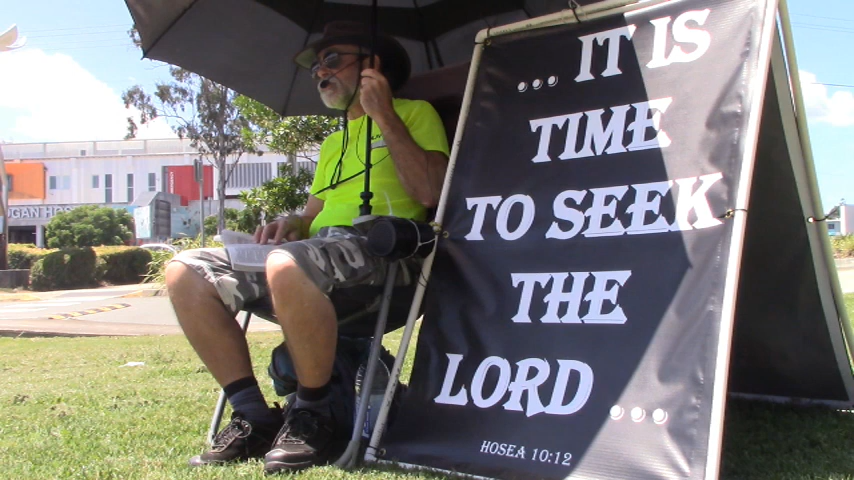 ... IT IS
TIME
TO SEEK
THE
LORD ...
HOSEA 10:12